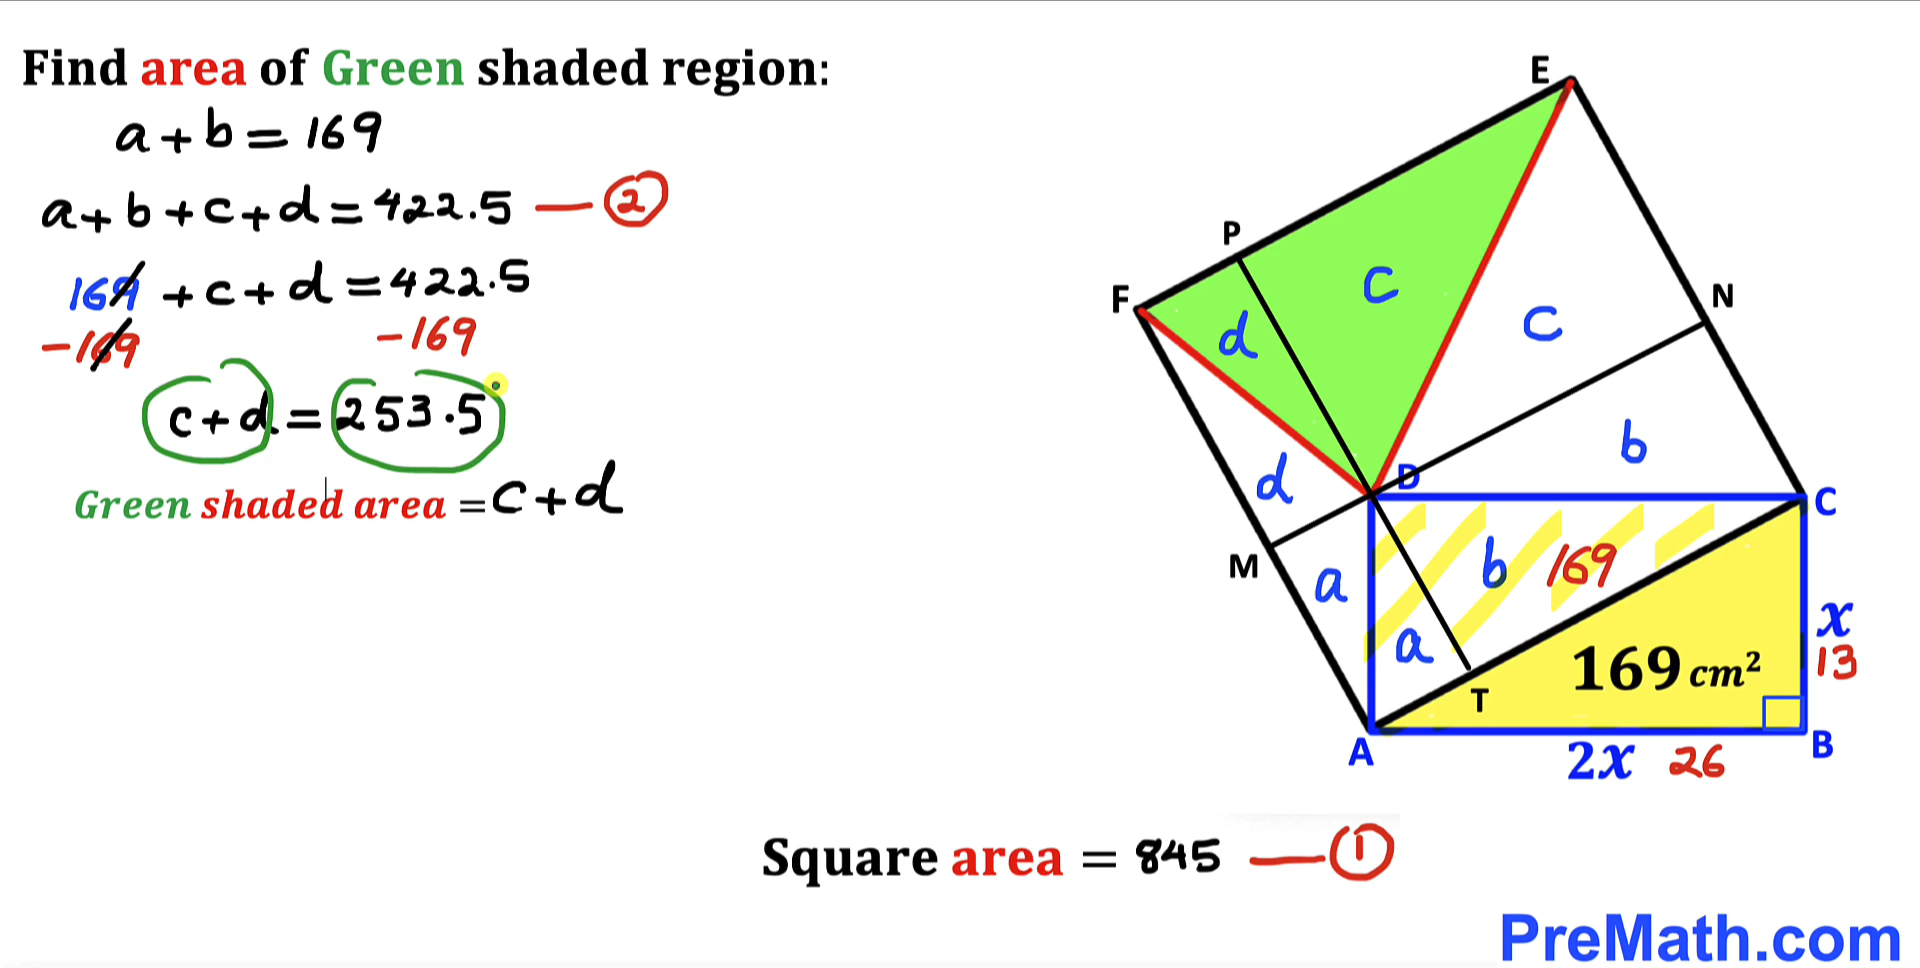 Find area of Green shaded region:
a + b = 169
a + b + c + d = 422.5 — 2
169 + c + d = 422.5
-169 -169
c + d = 253.5
Green shaded area = c + d
E
P
F
c
N
d
c
D
b
d
C
M
a
b 169
a
x
13
169 cm²
T
A
2x 26
B
Square area = 845 — 1
PreMath.com